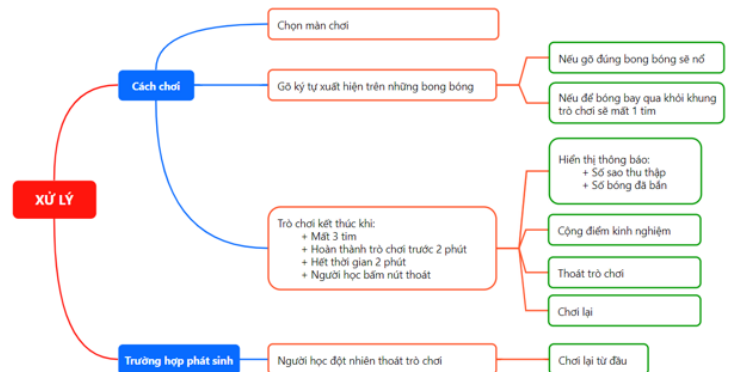 XỬ LÝ
Cách chơi
Chọn màn chơi
Gõ ký tự xuất hiện trên những bong bóng
Nếu gõ đúng bong bóng sẽ nổ
Nếu để bóng bay qua khỏi khung
trò chơi sẽ mất 1 tim
Trò chơi kết thúc khi:
+ Mất 3 tim
+ Hoàn thành trò chơi trước 2 phút
+ Hết thời gian 2 phút
+ Người học bấm nút thoát
Hiển thị thông báo:
+ Số sao thu thập
+ Số bóng đã bắn
Cộng điểm kinh nghiệm
Thoát trò chơi
Chơi lại
Trường hợp phát sinh
Người học đột nhiên thoát trò chơi
Chơi lại từ đầu